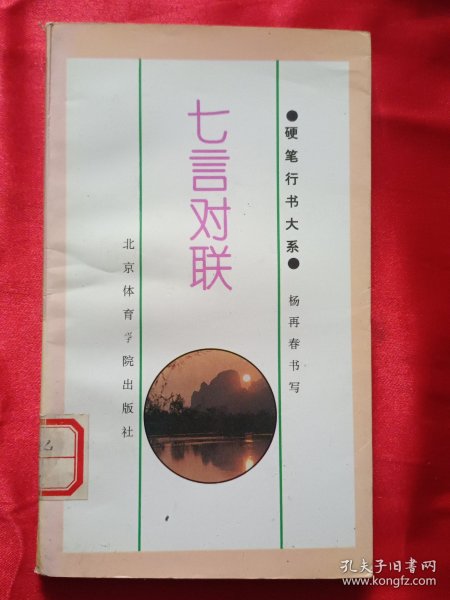 ●硬笔行书大系●
杨再春书写
七言对联
北京体育学院出版社
孔夫子旧书网
www.kongfz.com